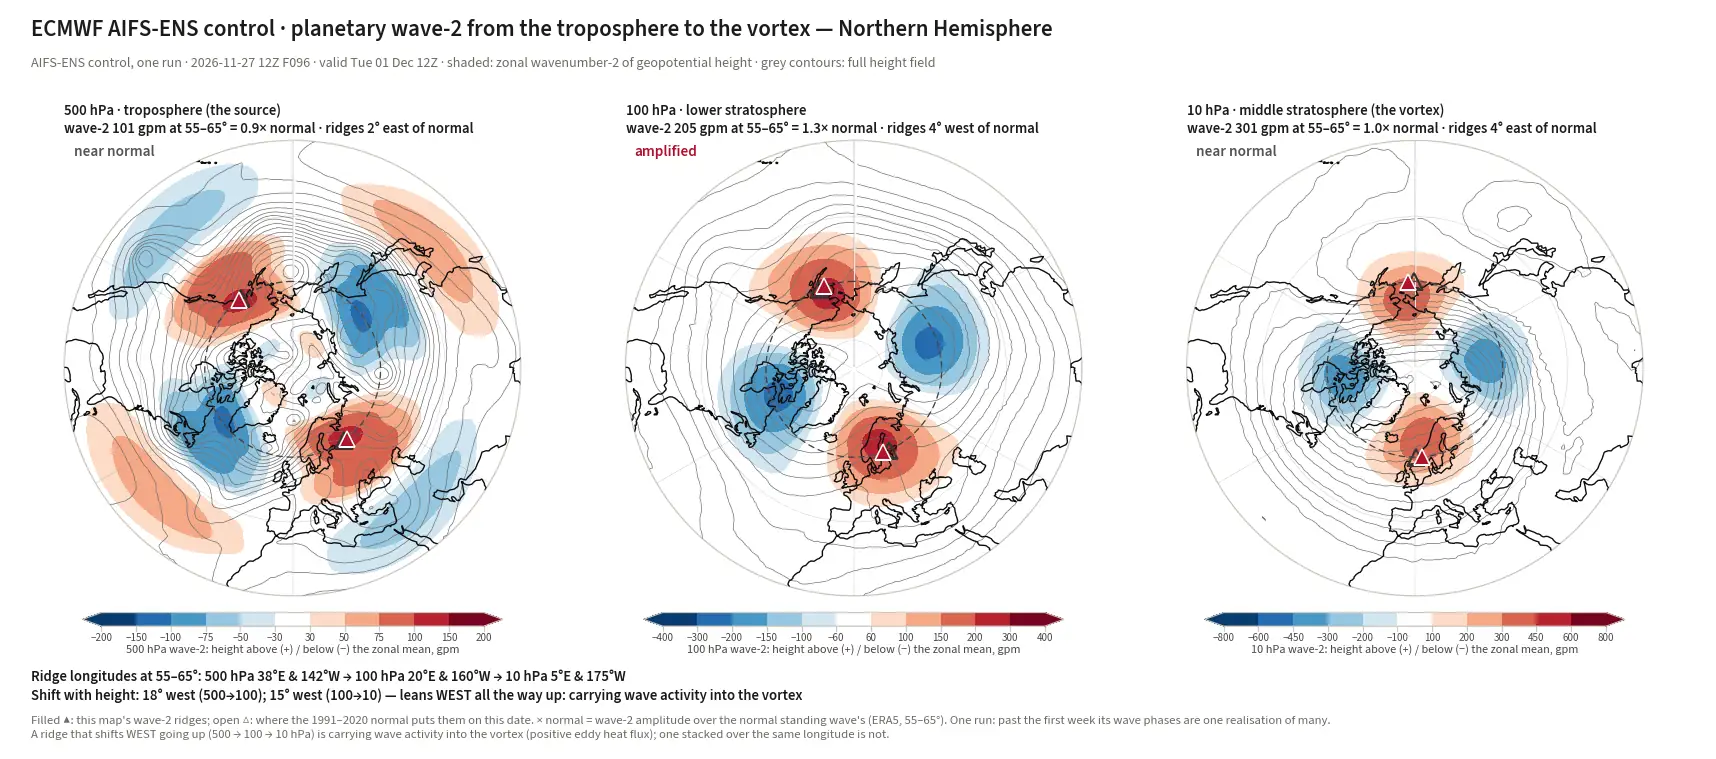 ECMWF AIFS-ENS control · planetary wave-2 from the troposphere to the vortex — Northern Hemisphere
AIFS-ENS control, one run · 2026-11-27 12Z F096 · valid Tue 01 Dec 12Z · shaded: zonal wavenumber-2 of geopotential height · grey contours: full height field
500 hPa · troposphere (the source)
wave-2 101 gpm at 55–65° = 0.9× normal · ridges 2° east of normal
near normal
100 hPa · lower stratosphere
wave-2 205 gpm at 55–65° = 1.3× normal · ridges 4° west of normal
amplified
10 hPa · middle stratosphere (the vortex)
wave-2 301 gpm at 55–65° = 1.0× normal · ridges 4° east of normal
near normal
−200 −150 −100 −75 −50 −30 30 50 75 100 150 200
500 hPa wave-2: height above (+) / below (−) the zonal mean, gpm
−400 −300 −200 −150 −100 −60 60 100 150 200 300 400
100 hPa wave-2: height above (+) / below (−) the zonal mean, gpm
−800 −600 −450 −300 −200 −100 100 200 300 450 600 800
10 hPa wave-2: height above (+) / below (−) the zonal mean, gpm
Ridge longitudes at 55–65°: 500 hPa 38°E & 142°W → 100 hPa 20°E & 160°W → 10 hPa 5°E & 175°W
Shift with height: 18° west (500→100); 15° west (100→10) — leans WEST all the way up: carrying wave activity into the vortex
Filled ▲: this map's wave-2 ridges; open △: where the 1991–2020 normal puts them on this date. × normal = wave-2 amplitude over the normal standing wave's (ERA5, 55–65°). One run: past the first week its wave phases are one realisation of many.
A ridge that shifts WEST going up (500 → 100 → 10 hPa) is carrying wave activity into the vortex (positive eddy heat flux); one stacked over the same longitude is not.